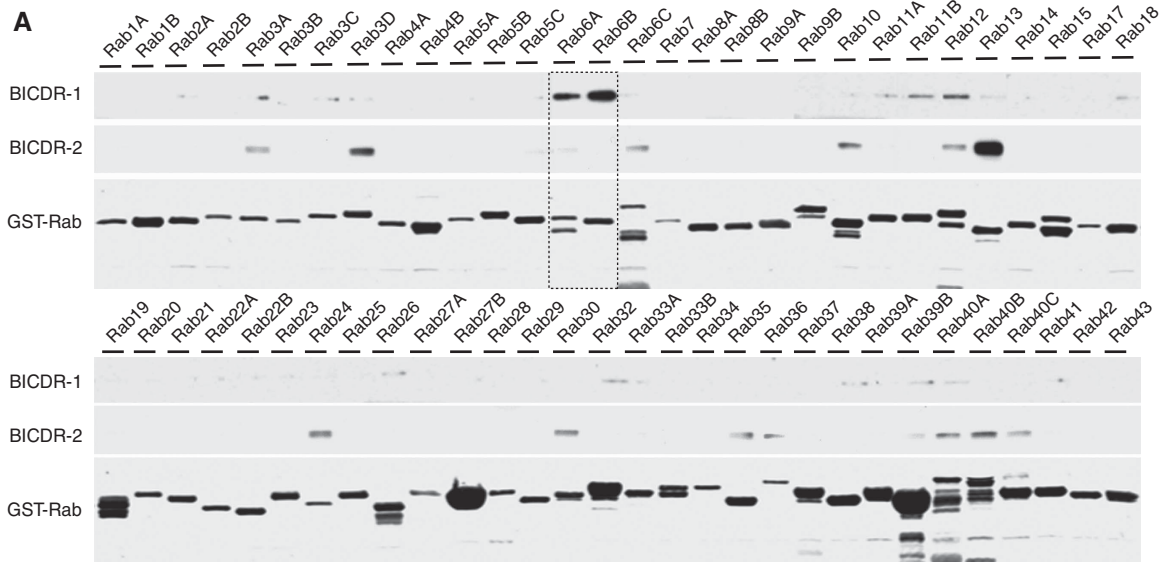 A
Rab1A Rab1B Rab2A Rab2B Rab3A Rab3B Rab3C Rab3D Rab4A Rab4B Rab5A Rab5B Rab5C Rab6A Rab6B Rab6C Rab7 Rab8A Rab8B Rab9A Rab9B Rab10 Rab11A Rab11B Rab12 Rab13 Rab14 Rab15 Rab17 Rab18
BICDR-1
BICDR-2
GST-Rab
Rab19 Rab20 Rab21 Rab22A Rab22B Rab23 Rab24 Rab25 Rab26 Rab27A Rab27B Rab28 Rab29 Rab30 Rab32 Rab33A Rab33B Rab34 Rab35 Rab36 Rab37 Rab38 Rab39A Rab39B Rab40A Rab40B Rab40C Rab41 Rab42 Rab43
BICDR-1
BICDR-2
GST-Rab